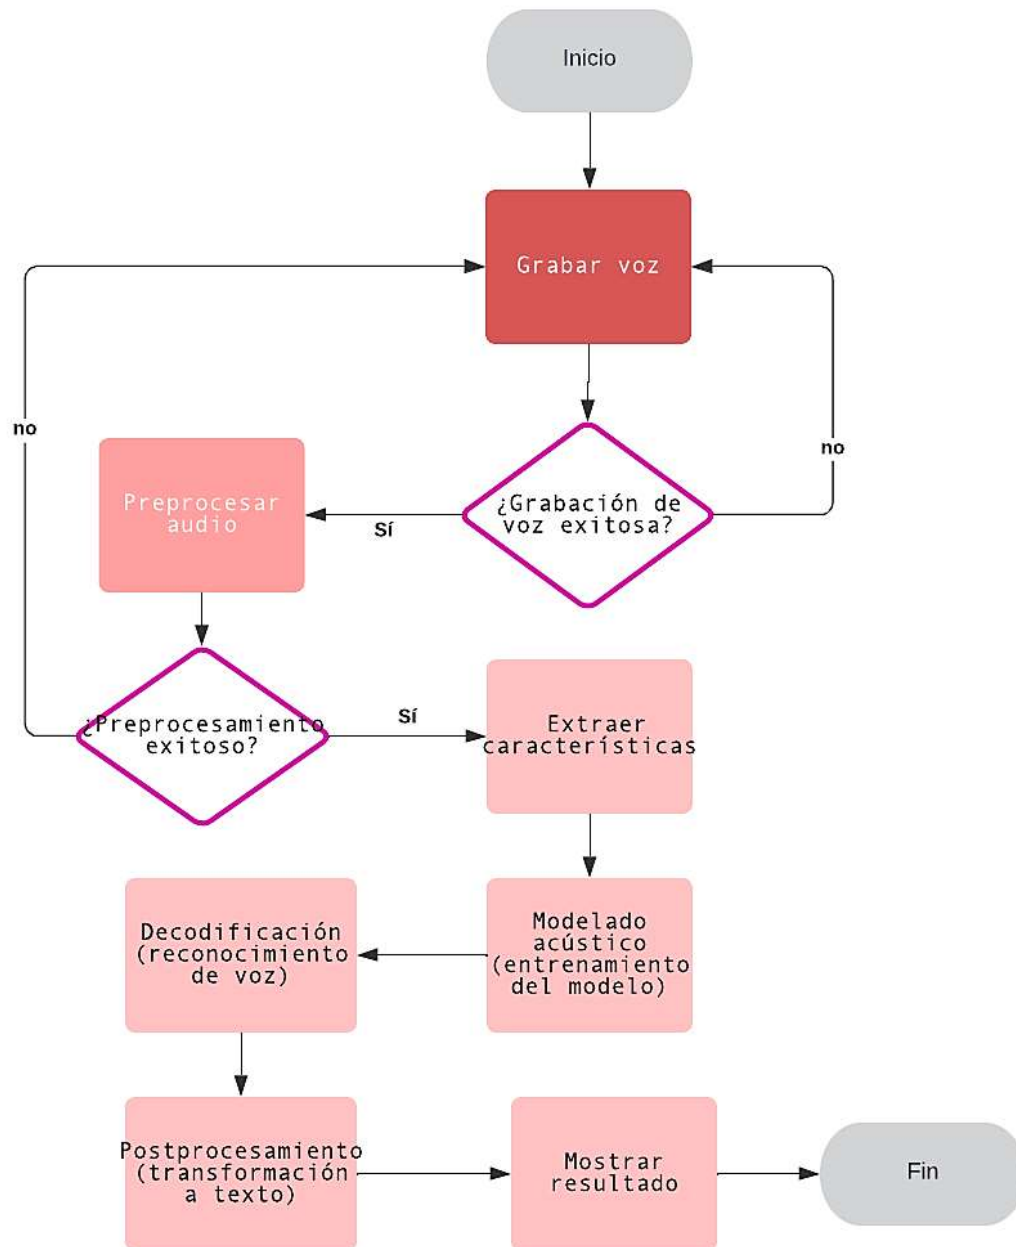 Inicio
Grabar voz
no
no
Preprocesar
audio
Sí
¿Grabación de
voz exitosa?
¿Preprocesamiento
exitoso?
Sí
Extraer
características
Decodificación
(reconocimiento
de voz)
Modelado
acústico
(entrenamiento
del modelo)
Postprocesamiento
(transformación
a texto)
Mostrar
resultado
Fin